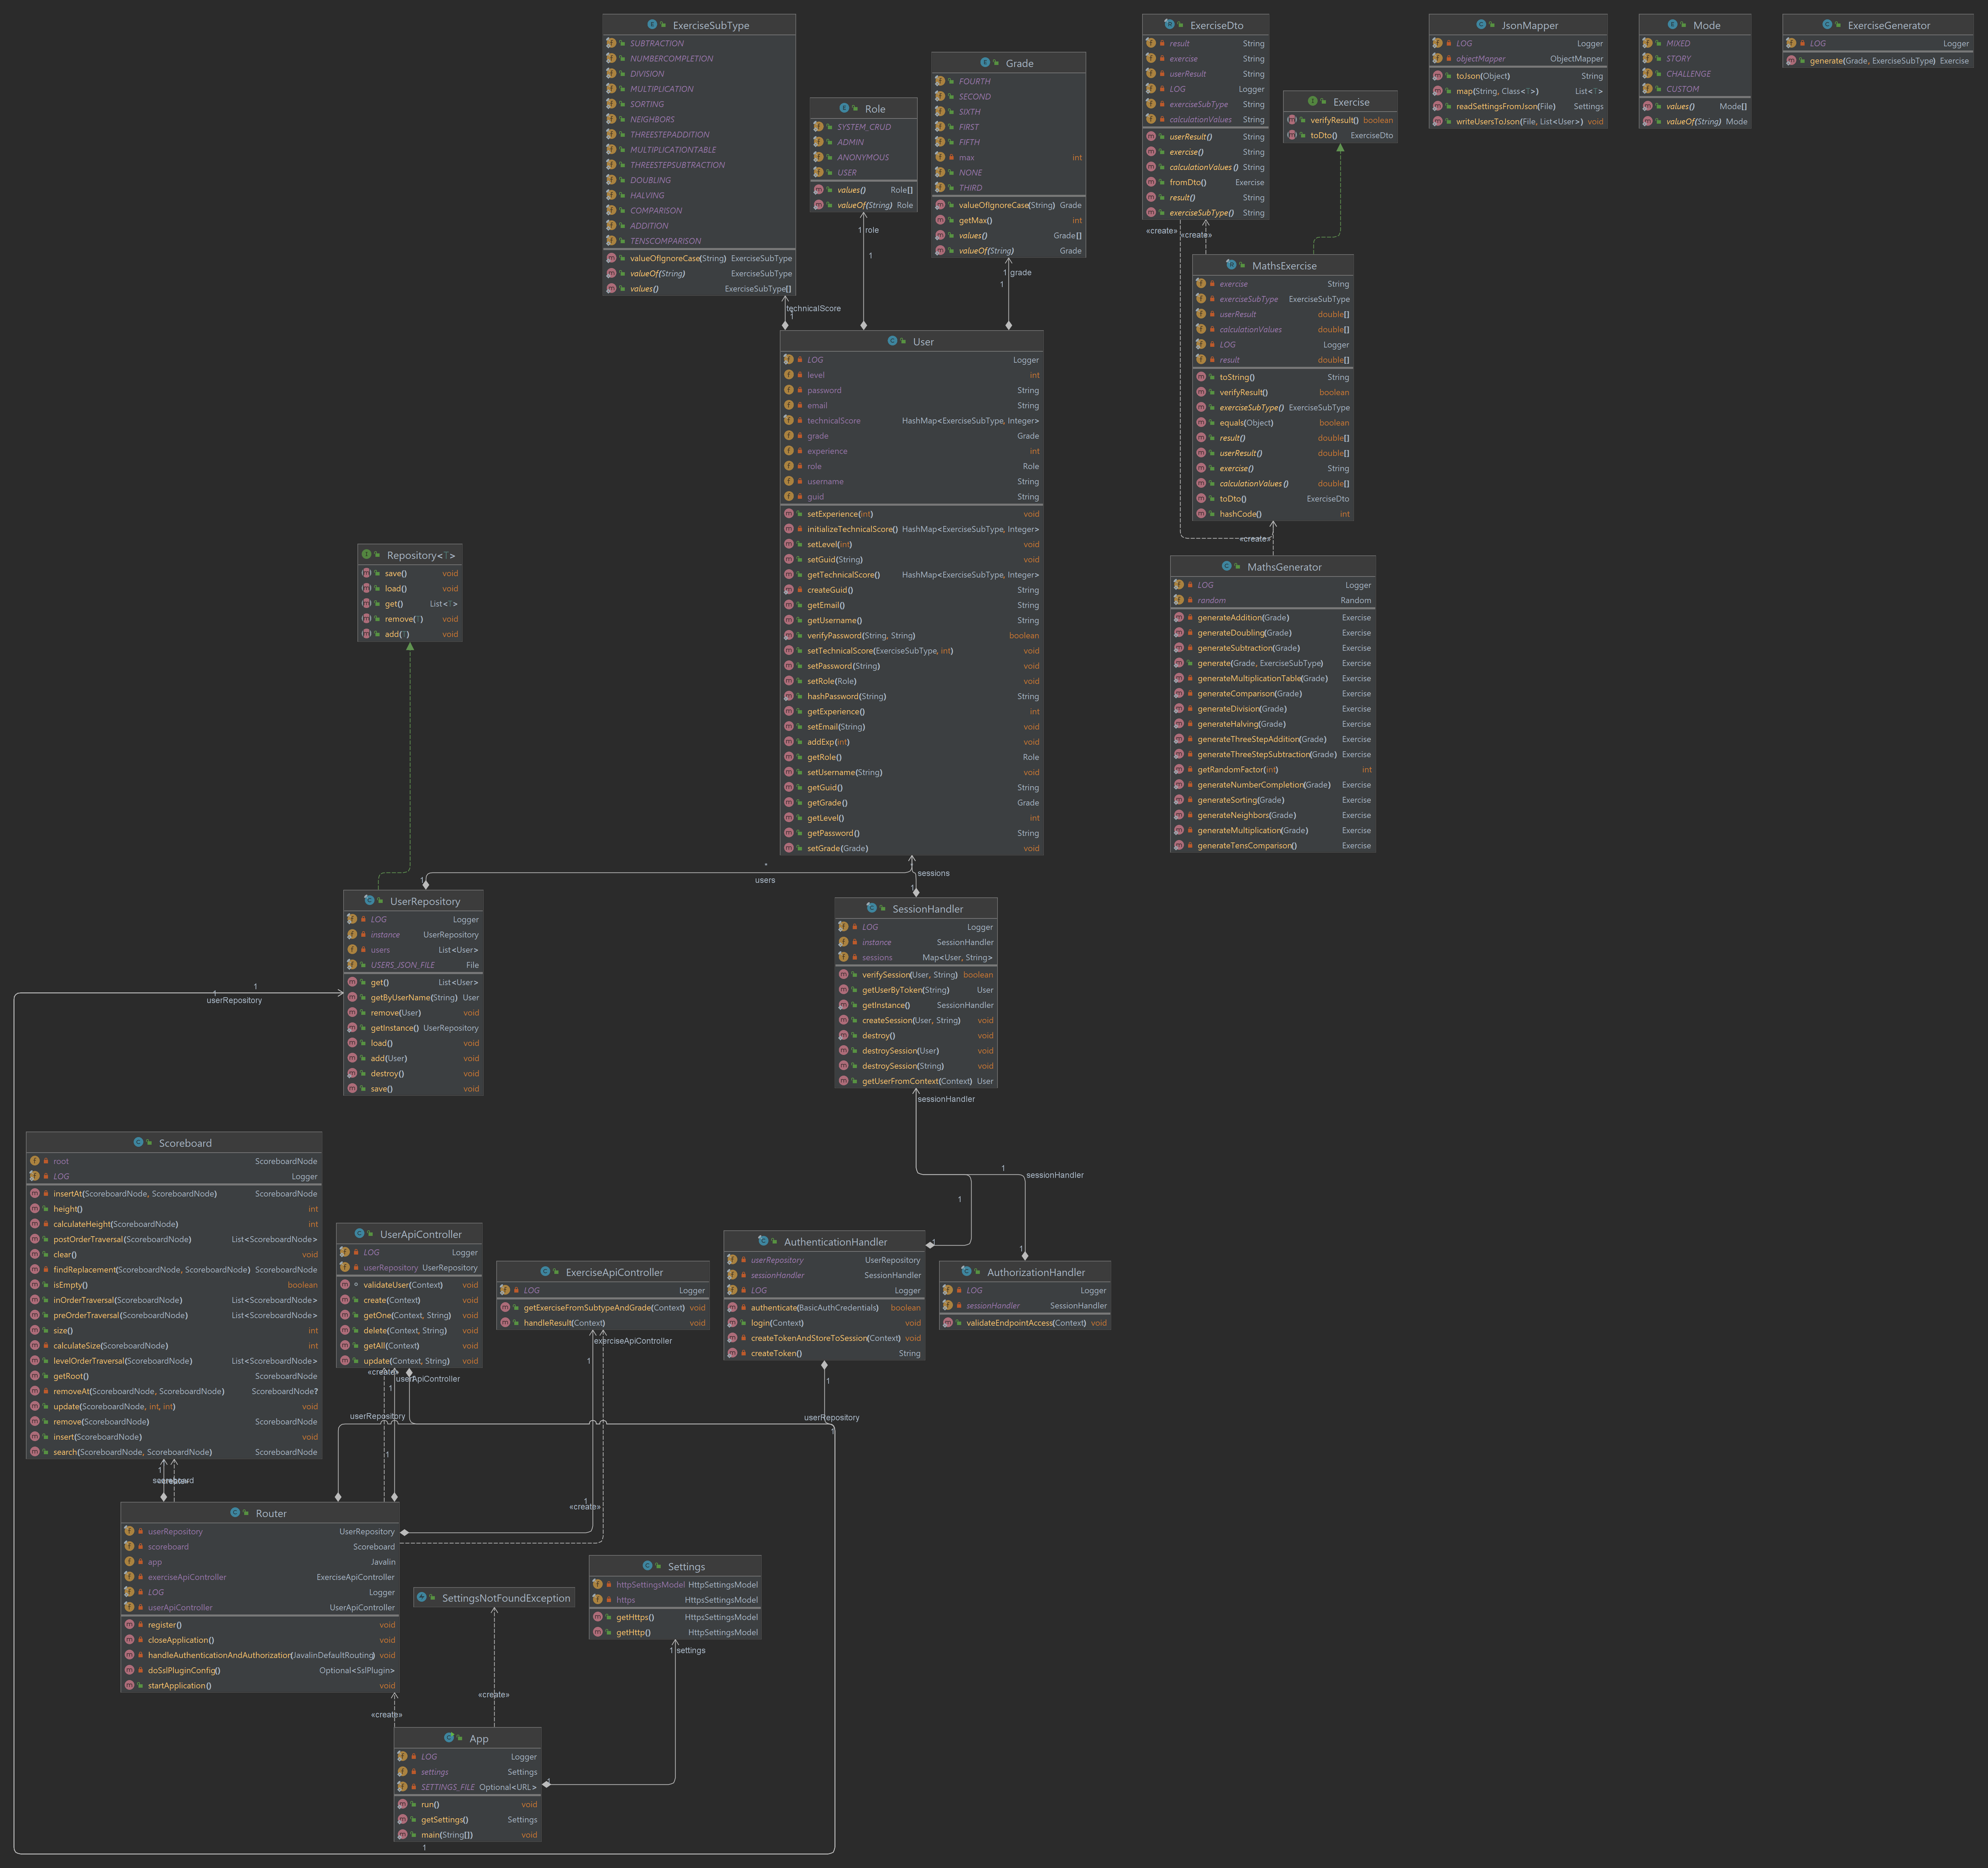 ExerciseSubType
SUBTRACTION
NUMBERCOMPLETION
DIVISION
MULTIPLICATION
SORTING
NEIGHBORS
THREESTEPADDITION
MULTIPLICATIONTABLE
THREESTEPSUBTRACTION
DOUBLING
HALVING
COMPARISON
ADDITION
TENSCOMPARISON
valueOfIgnoreCase(String) ExerciseSubType
valueOf(String) ExerciseSubType
values() ExerciseSubType[]
Role
SYSTEM_CRUD
ADMIN
ANONYMOUS
USER
values() Role[]
valueOf(String) Role
Grade
FOURTH
SECOND
SIXTH
FIRST
FIFTH
max int
NONE
THIRD
valueOfIgnoreCase(String) Grade
getMax() int
values() Grade[]
valueOf(String) Grade
ExerciseDto
result String
exercise String
userResult String
LOG Logger
exerciseSubType String
calculationValues String
userResult() String
exercise() String
calculationValues() String
fromDto() Exercise
result() String
exerciseSubType() String
Exercise
verifyResult() boolean
toDto() ExerciseDto
JsonMapper
LOG Logger
objectMapper ObjectMapper
toJson(Object) String
map(String, Class<T>) List<T>
readSettingsFromJson(File) Settings
writeUsersToJson(File, List<User>) void
Mode
MIXED
STORY
CHALLENGE
CUSTOM
values() Mode[]
valueOf(String) Mode
ExerciseGenerator
LOG Logger
generate(Grade, ExerciseSubType) Exercise
«create»
«create»
1 role
1
1 grade
1
technicalScore
1
MathsExercise
exercise String
exerciseSubType ExerciseSubType
userResult double[]
calculationValues double[]
LOG Logger
result double[]
toString() String
verifyResult() boolean
exerciseSubType() ExerciseSubType
equals(Object) boolean
result() double[]
userResult() double[]
exercise() String
calculationValues() double[]
toDto() ExerciseDto
hashCode() int
«create»
User
LOG Logger
level int
password String
email String
technicalScore HashMap<ExerciseSubType, Integer>
grade Grade
experience int
role Role
username String
guid String
setExperience(int) void
initializeTechnicalScore() HashMap<ExerciseSubType, Integer>
setLevel(int) void
setGuid(String) void
getTechnicalScore() HashMap<ExerciseSubType, Integer>
createGuid() String
getEmail() String
getUsername() String
verifyPassword(String, String) boolean
setTechnicalScore(ExerciseSubType, int) void
setPassword(String) void
setRole(Role) void
hashPassword(String) String
getExperience() int
setEmail(String) void
addExp(int) void
getRole() Role
setUsername(String) void
getGuid() String
getGrade() Grade
getLevel() int
getPassword() String
setGrade(Grade) void
MathsGenerator
LOG Logger
random Random
generateAddition(Grade) Exercise
generateDoubling(Grade) Exercise
generateSubtraction(Grade) Exercise
generate(Grade, ExerciseSubType) Exercise
generateMultiplicationTable(Grade) Exercise
generateComparison(Grade) Exercise
generateDivision(Grade) Exercise
generateHalving(Grade) Exercise
generateThreeStepAddition(Grade) Exercise
generateThreeStepSubtraction(Grade) Exercise
getRandomFactor(int) int
generateNumberCompletion(Grade) Exercise
generateSorting(Grade) Exercise
generateNeighbors(Grade) Exercise
generateMultiplication(Grade) Exercise
generateTensComparison() Exercise
Repository<T>
save() void
load() void
get() List<T>
remove(T) void
add(T) void
*
1
users
sessions
1
UserRepository
LOG Logger
instance UserRepository
users List<User>
USERS_JSON_FILE File
get() List<User>
getByUserName(String) User
remove(User) void
getInstance() UserRepository
load() void
add(User) void
destroy() void
save() void
1
1
userRepository
SessionHandler
LOG Logger
instance SessionHandler
sessions Map<User, String>
verifySession(User, String) boolean
getUserByToken(String) User
getInstance() SessionHandler
createSession(User, String) void
destroy() void
destroySession(User) void
destroySession(String) void
getUserFromContext(Context) User
sessionHandler
1
sessionHandler
1
1
1
Scoreboard
root ScoreboardNode
LOG Logger
insertAt(ScoreboardNode, ScoreboardNode) ScoreboardNode
height() int
calculateHeight(ScoreboardNode) int
postOrderTraversal(ScoreboardNode) List<ScoreboardNode>
clear() void
findReplacement(ScoreboardNode, ScoreboardNode) ScoreboardNode
isEmpty() boolean
inOrderTraversal(ScoreboardNode) List<ScoreboardNode>
preOrderTraversal(ScoreboardNode) List<ScoreboardNode>
size() int
calculateSize(ScoreboardNode) int
levelOrderTraversal(ScoreboardNode) List<ScoreboardNode>
getRoot() ScoreboardNode
removeAt(ScoreboardNode, ScoreboardNode) ScoreboardNode?
update(ScoreboardNode, int, int) void
remove(ScoreboardNode) ScoreboardNode
insert(ScoreboardNode) void
search(ScoreboardNode, ScoreboardNode) ScoreboardNode
UserApiController
LOG Logger
userRepository UserRepository
validateUser(Context) void
create(Context) void
getOne(Context, String) void
delete(Context, String) void
getAll(Context) void
update(Context, String) void
ExerciseApiController
LOG Logger
getExerciseFromSubtypeAndGrade(Context) void
handleResult(Context) void
AuthenticationHandler
userRepository UserRepository
sessionHandler SessionHandler
LOG Logger
authenticate(BasicAuthCredentials) boolean
login(Context) void
createTokenAndStoreToSession(Context) void
createToken() String
AuthorizationHandler
LOG Logger
sessionHandler SessionHandler
validateEndpointAccess(Context) void
exerciseApiController
1
«create»
userApiController
1
1
userRepository
userRepository
1
1
1
scoreboard
1
«create»
Router
userRepository UserRepository
scoreboard Scoreboard
app Javalin
exerciseApiController ExerciseApiController
LOG Logger
userApiController UserApiController
register() void
closeApplication() void
handleAuthenticationAndAuthorization(JavalinDefaultRouting) void
doSslPluginConfig() Optional<SslPlugin>
startApplication() void
SettingsNotFoundException
Settings
httpSettingsModel HttpSettingsModel
https HttpsSettingsModel
getHttps() HttpsSettingsModel
getHttp() HttpSettingsModel
1 settings
«create»
«create»
App
LOG Logger
settings Settings
SETTINGS_FILE Optional<URL>
run() void
getSettings() Settings
main(String[]) void
1
1